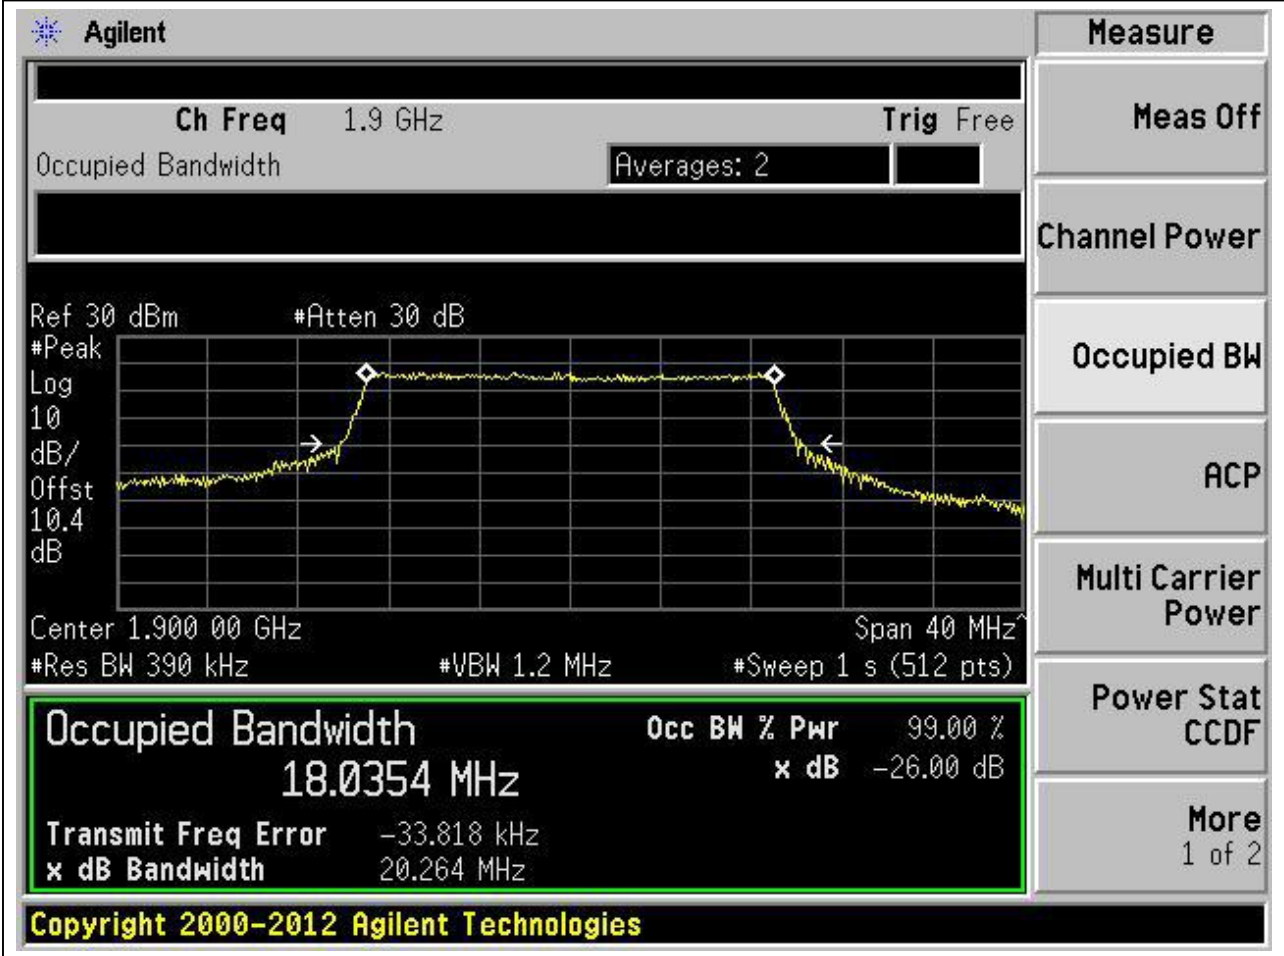 Agilent
Measure
Ch Freq 1.9 GHz Trig Free
Occupied Bandwidth Averages: 2
Meas Off
Channel Power
Occupied BW
ACP
Multi Carrier
Power
Power Stat
CCDF
More
1 of 2
Ref 30 dBm #Atten 30 dB
#Peak
Log
10
dB/
Offst
10.4
dB
Center 1.900 00 GHz Span 40 MHz^
#Res BW 390 kHz #VBW 1.2 MHz #Sweep 1 s (512 pts)
Occupied Bandwidth Occ BW % Pwr 99.00 %
18.0354 MHz x dB -26.00 dB
Transmit Freq Error -33.818 kHz
x dB Bandwidth 20.264 MHz
Copyright 2000-2012 Agilent Technologies